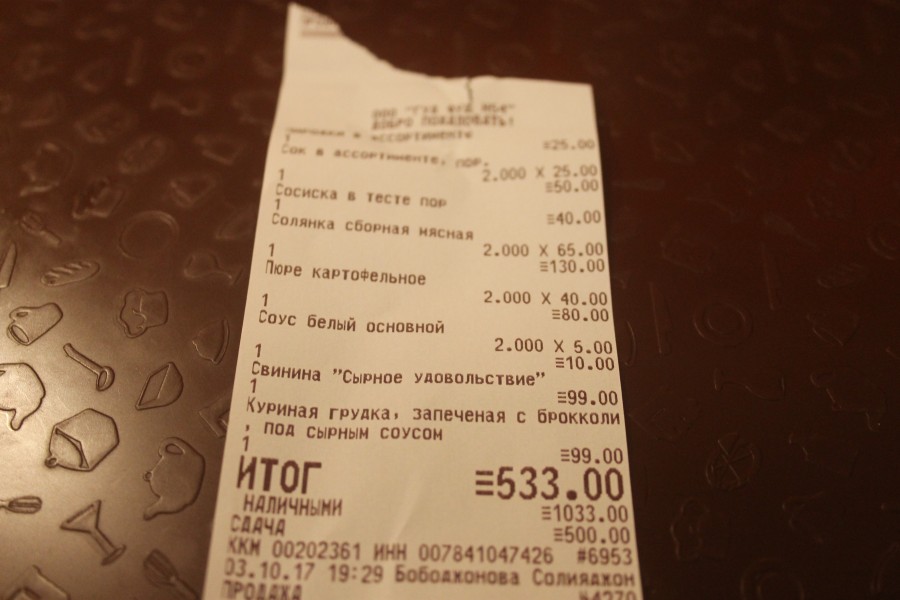 ДОБРО ПОЖАЛОВАТЬ!
В АССОРТИМЕНТЕ
1 ≡25.00
Сок в ассортименте, пор.
2.000 X 25.00
1 ≡50.00
Сосиска в тесте пор
1 ≡40.00
Солянка сборная мясная
2.000 X 65.00
1 ≡130.00
Пюре картофельное
2.000 X 40.00
1 ≡80.00
Соус белый основной
2.000 X 5.00
1 ≡10.00
Свинина "Сырное удовольствие"
1 ≡99.00
Куриная грудка, запеченая с брокколи
, под сырным соусом
1 ≡99.00
ИТОГ ≡533.00
НАЛИЧНЫМИ ≡1033.00
СДАЧА ≡500.00
ККМ 00202361 ИНН 007841047426 #6953
03.10.17 19:29 Бободжонова Солияджон
ПРОДАЖА